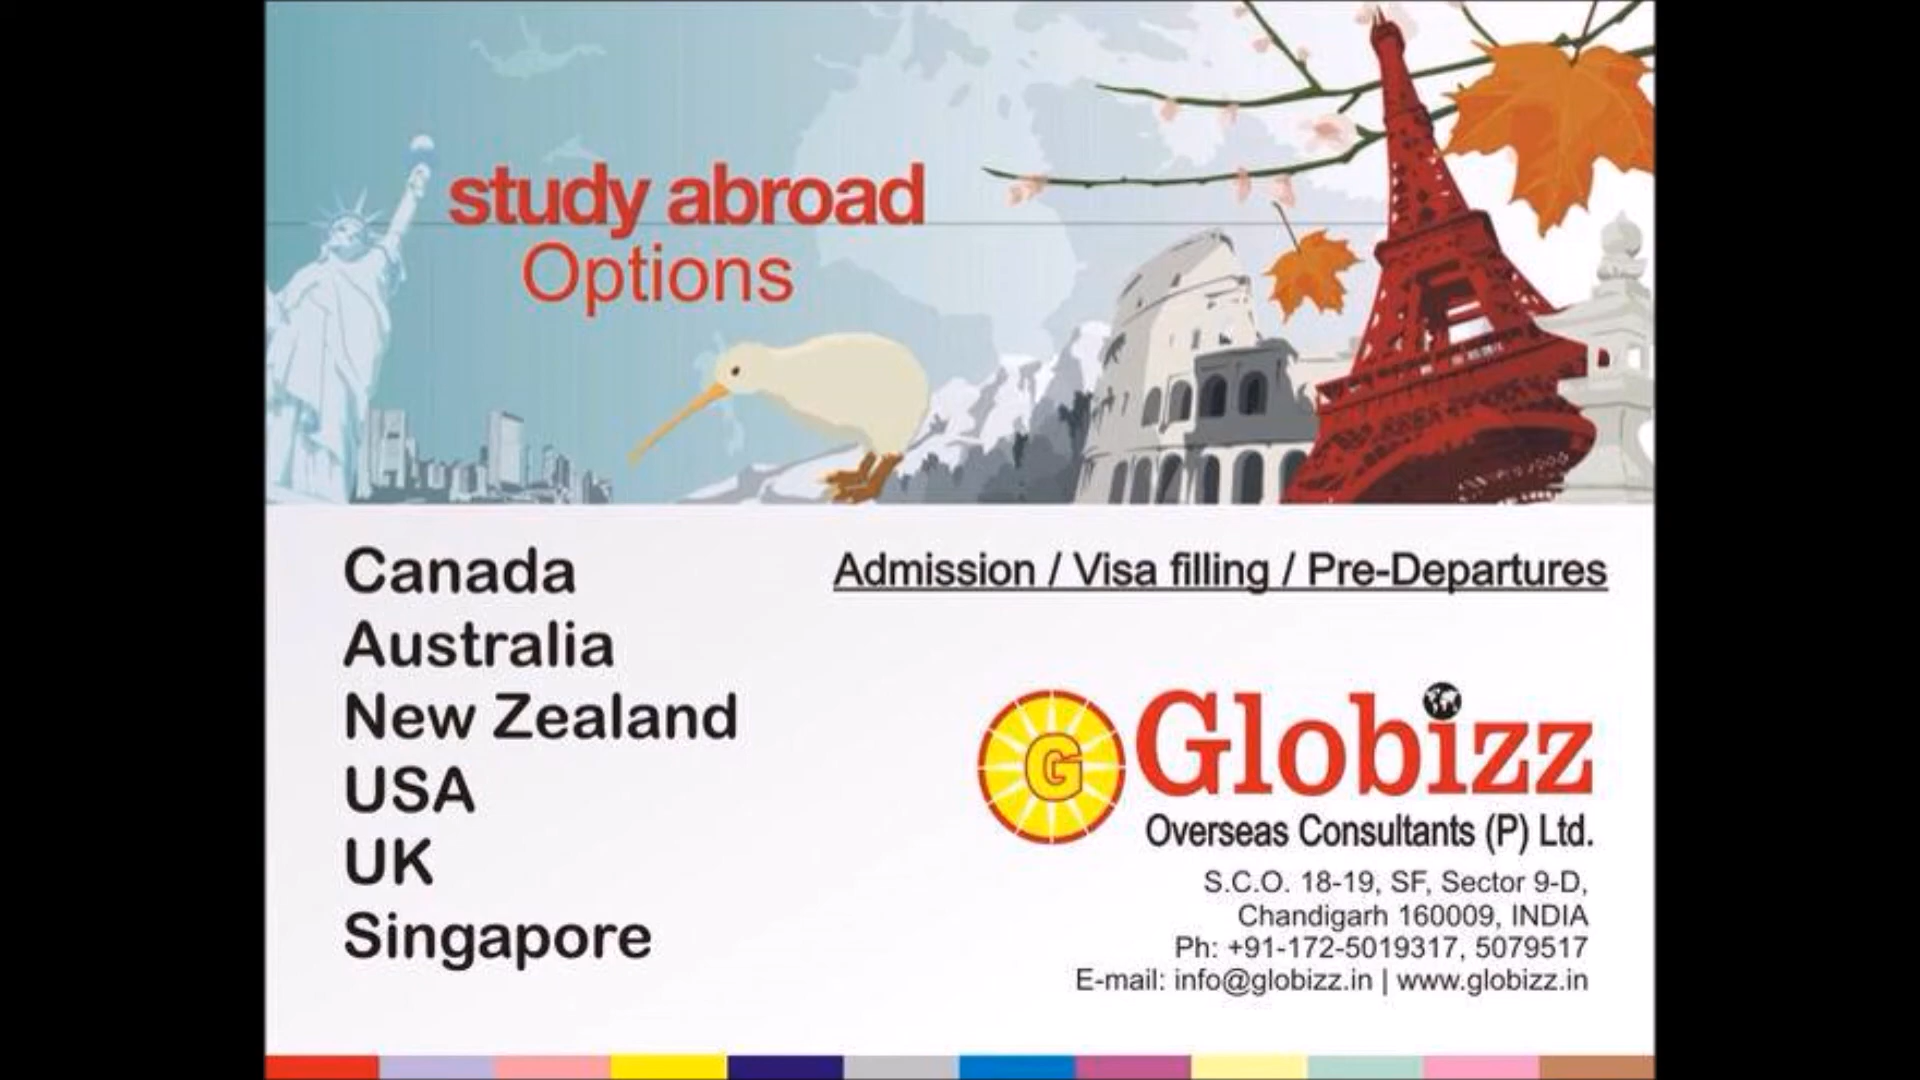 study abroad
Options
Canada
Australia
New Zealand
USA
UK
Singapore
Admission / Visa filling / Pre-Departures
G
Globizz
Overseas Consultants (P) Ltd.
S.C.O. 18-19, SF, Sector 9-D,
Chandigarh 160009, INDIA
Ph: +91-172-5019317, 5079517
E-mail: info@globizz.in | www.globizz.in